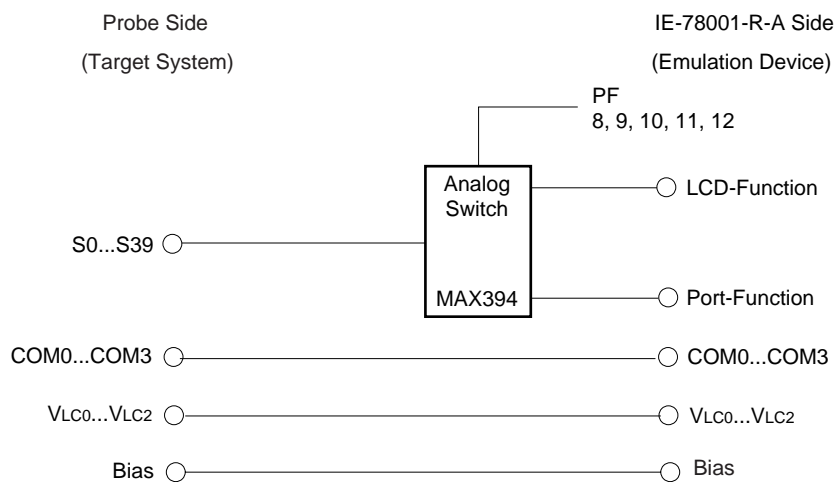 Probe Side
(Target System)
IE-78001-R-A Side
(Emulation Device)
PF
8, 9, 10, 11, 12
Analog
Switch
MAX394
LCD-Function
S0...S39
Port-Function
COM0...COM3
COM0...COM3
VLC0...VLC2
VLC0...VLC2
Bias
Bias